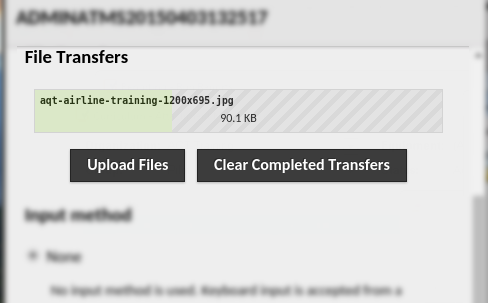 ADMINATMS20150403132517
File Transfers
aqt-airline-training-1200x695.jpg
90.1 KB
Upload Files
Clear Completed Transfers
Input method
None
No input method is used. Keyboard input is accepted from a